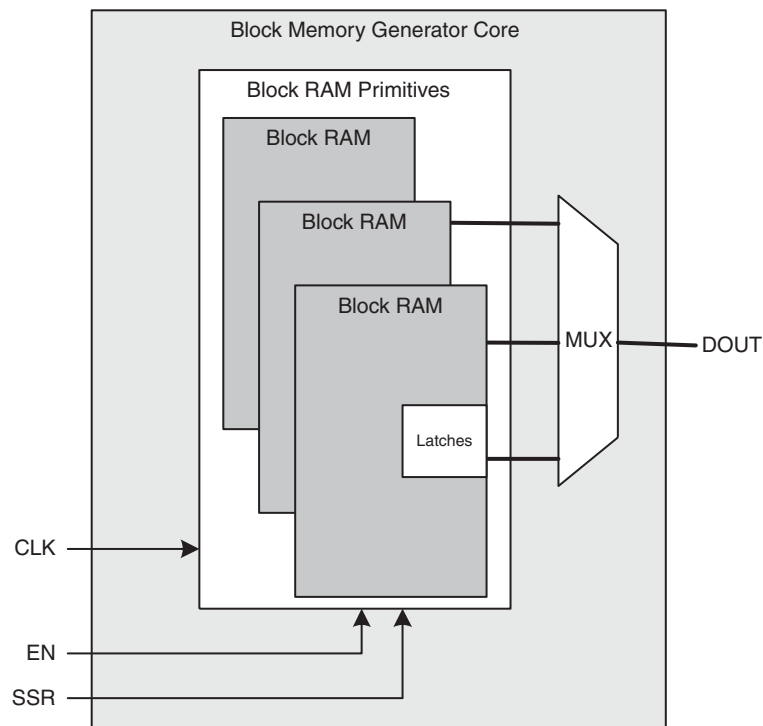 Block Memory Generator Core
Block RAM Primitives
Block RAM
Block RAM
Block RAM
MUX
DOUT
Latches
CLK
EN
SSR